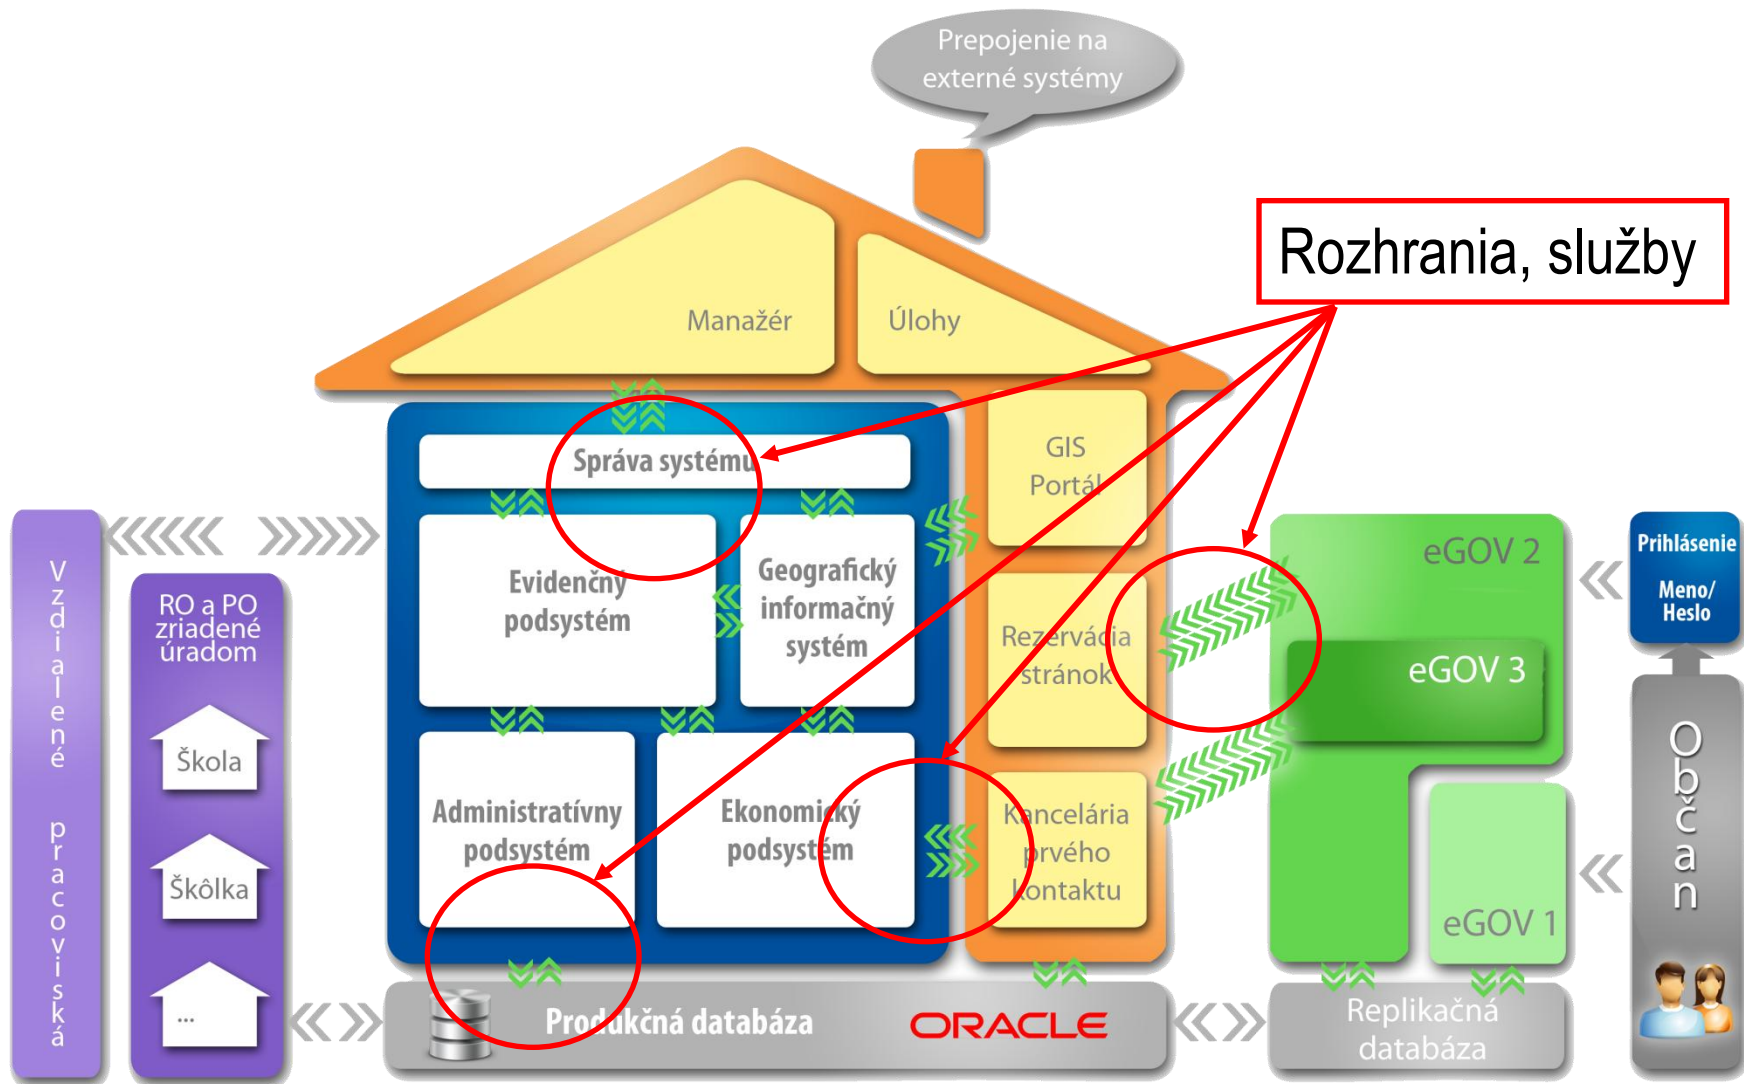 Prepojenie na
externé systémy
Rozhrania, služby
Manažér
Úlohy
Správa systému
GIS
Portál
Evidenčný
podsystém
Geografický
informačný
systém
Rezervácia
stránok
Administratívny
podsystém
Ekonomický
podsystém
Kancelária
prvého
kontaktu
Vzdialené pracoviská
RO a PO
zriadené
úradom
Škola
Škôlka
...
eGOV 2
eGOV 3
eGOV 1
Prihlásenie
Meno/
Heslo
Občan
Produkčná databáza
ORACLE
Replikačná
databáza